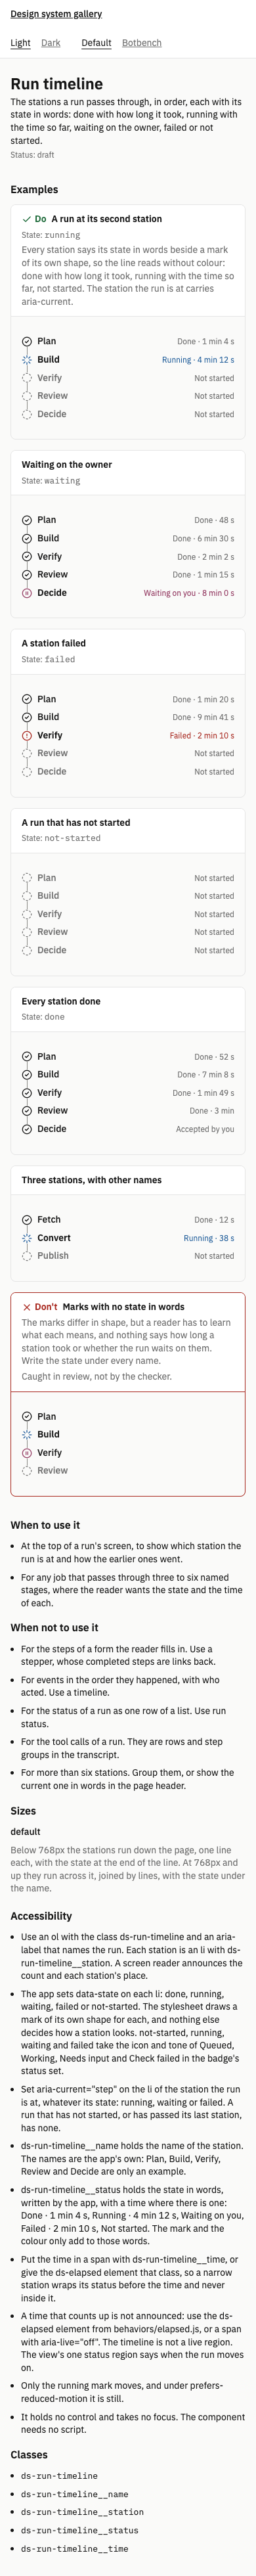 Design system gallery
Light Dark Default Botbench
Run timeline
The stations a run passes through, in order, each with its
state in words: done with how long it took, running with
the time so far, waiting on the owner, failed or not
started.
Status: draft
Examples
Do A run at its second station
State: running
Every station says its state in words beside a mark
of its own shape, so the line reads without colour:
done with how long it took, running with the time so
far, not started. The station the run is at carries
aria-current.
Plan Done · 1 min 4 s
Build Running · 4 min 12 s
Verify Not started
Review Not started
Decide Not started
Waiting on the owner
State: waiting
Plan Done · 48 s
Build Done · 6 min 30 s
Verify Done · 2 min 2 s
Review Done · 1 min 15 s
Decide Waiting on you · 8 min 0 s
A station failed
State: failed
Plan Done · 1 min 20 s
Build Done · 9 min 41 s
Verify Failed · 2 min 10 s
Review Not started
Decide Not started
A run that has not started
State: not-started
Plan Not started
Build Not started
Verify Not started
Review Not started
Decide Not started
Every station done
State: done
Plan Done · 52 s
Build Done · 7 min 8 s
Verify Done · 1 min 49 s
Review Done · 3 min
Decide Accepted by you
Three stations, with other names
Fetch Done · 12 s
Convert Running · 38 s
Publish Not started
Don't Marks with no state in words
The marks differ in shape, but a reader has to learn
what each means, and nothing says how long a
station took or whether the run waits on them.
Write the state under every name.
Caught in review, not by the checker.
Plan
Build
Verify
Review
When to use it
• At the top of a run's screen, to show which station the
run is at and how the earlier ones went.
• For any job that passes through three to six named
stages, where the reader wants the state and the time
of each.
When not to use it
• For the steps of a form the reader fills in. Use a
stepper, whose completed steps are links back.
• For events in the order they happened, with who
acted. Use a timeline.
• For the status of a run as one row of a list. Use run
status.
• For the tool calls of a run. They are rows and step
groups in the transcript.
• For more than six stations. Group them, or show the
current one in words in the page header.
Sizes
default
Below 768px the stations run down the page, one line
each, with the state at the end of the line. At 768px and
up they run across it, joined by lines, with the state under
the name.
Accessibility
• Use an ol with the class ds-run-timeline and an aria-
label that names the run. Each station is an li with ds-
run-timeline__station. A screen reader announces the
count and each station's place.
• The app sets data-state on each li: done, running,
waiting, failed or not-started. The stylesheet draws a
mark of its own shape for each, and nothing else
decides how a station looks. not-started, running,
waiting and failed take the icon and tone of Queued,
Working, Needs input and Check failed in the badge's
status set.
• Set aria-current="step" on the li of the station the run
is at, whatever its state: running, waiting or failed. A
run that has not started, or has passed its last station,
has none.
• ds-run-timeline__name holds the name of the station.
The names are the app's own: Plan, Build, Verify,
Review and Decide are only an example.
• ds-run-timeline__status holds the state in words,
written by the app, with a time where there is one:
Done · 1 min 4 s, Running · 4 min 12 s, Waiting on you,
Failed · 2 min 10 s, Not started. The mark and the
colour only add to those words.
• Put the time in a span with ds-run-timeline__time, or
give the ds-elapsed element that class, so a narrow
station wraps its status before the time and never
inside it.
• A time that counts up is not announced: use the ds-
elapsed element from behaviors/elapsed.js, or a span
with aria-live="off". The timeline is not a live region.
The view's one status region says when the run moves
on.
• Only the running mark moves, and under prefers-
reduced-motion it is still.
• It holds no control and takes no focus. The component
needs no script.
Classes
• ds-run-timeline
• ds-run-timeline__name
• ds-run-timeline__station
• ds-run-timeline__status
• ds-run-timeline__time